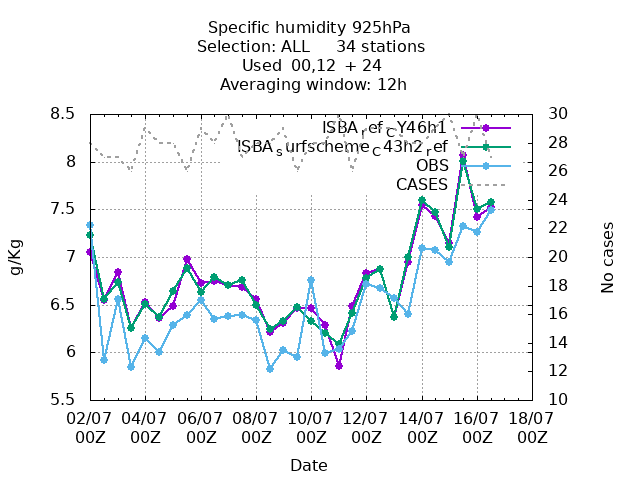 Specific humidity 925hPa
Selection: ALL 34 stations
Used 00,12 + 24
Averaging window: 12h
8.5
8
7.5
7
6.5
6
5.5
g/Kg
30
28
26
24
22
20
18
16
14
12
10
No cases
ISBA_ref_CY46h1
ISBA_surfscheme_C43h2_ref
OBS
CASES
02/07 04/07 06/07 08/07 10/07 12/07 14/07 16/07 18/07
00Z 00Z 00Z 00Z 00Z 00Z 00Z 00Z 00Z
Date